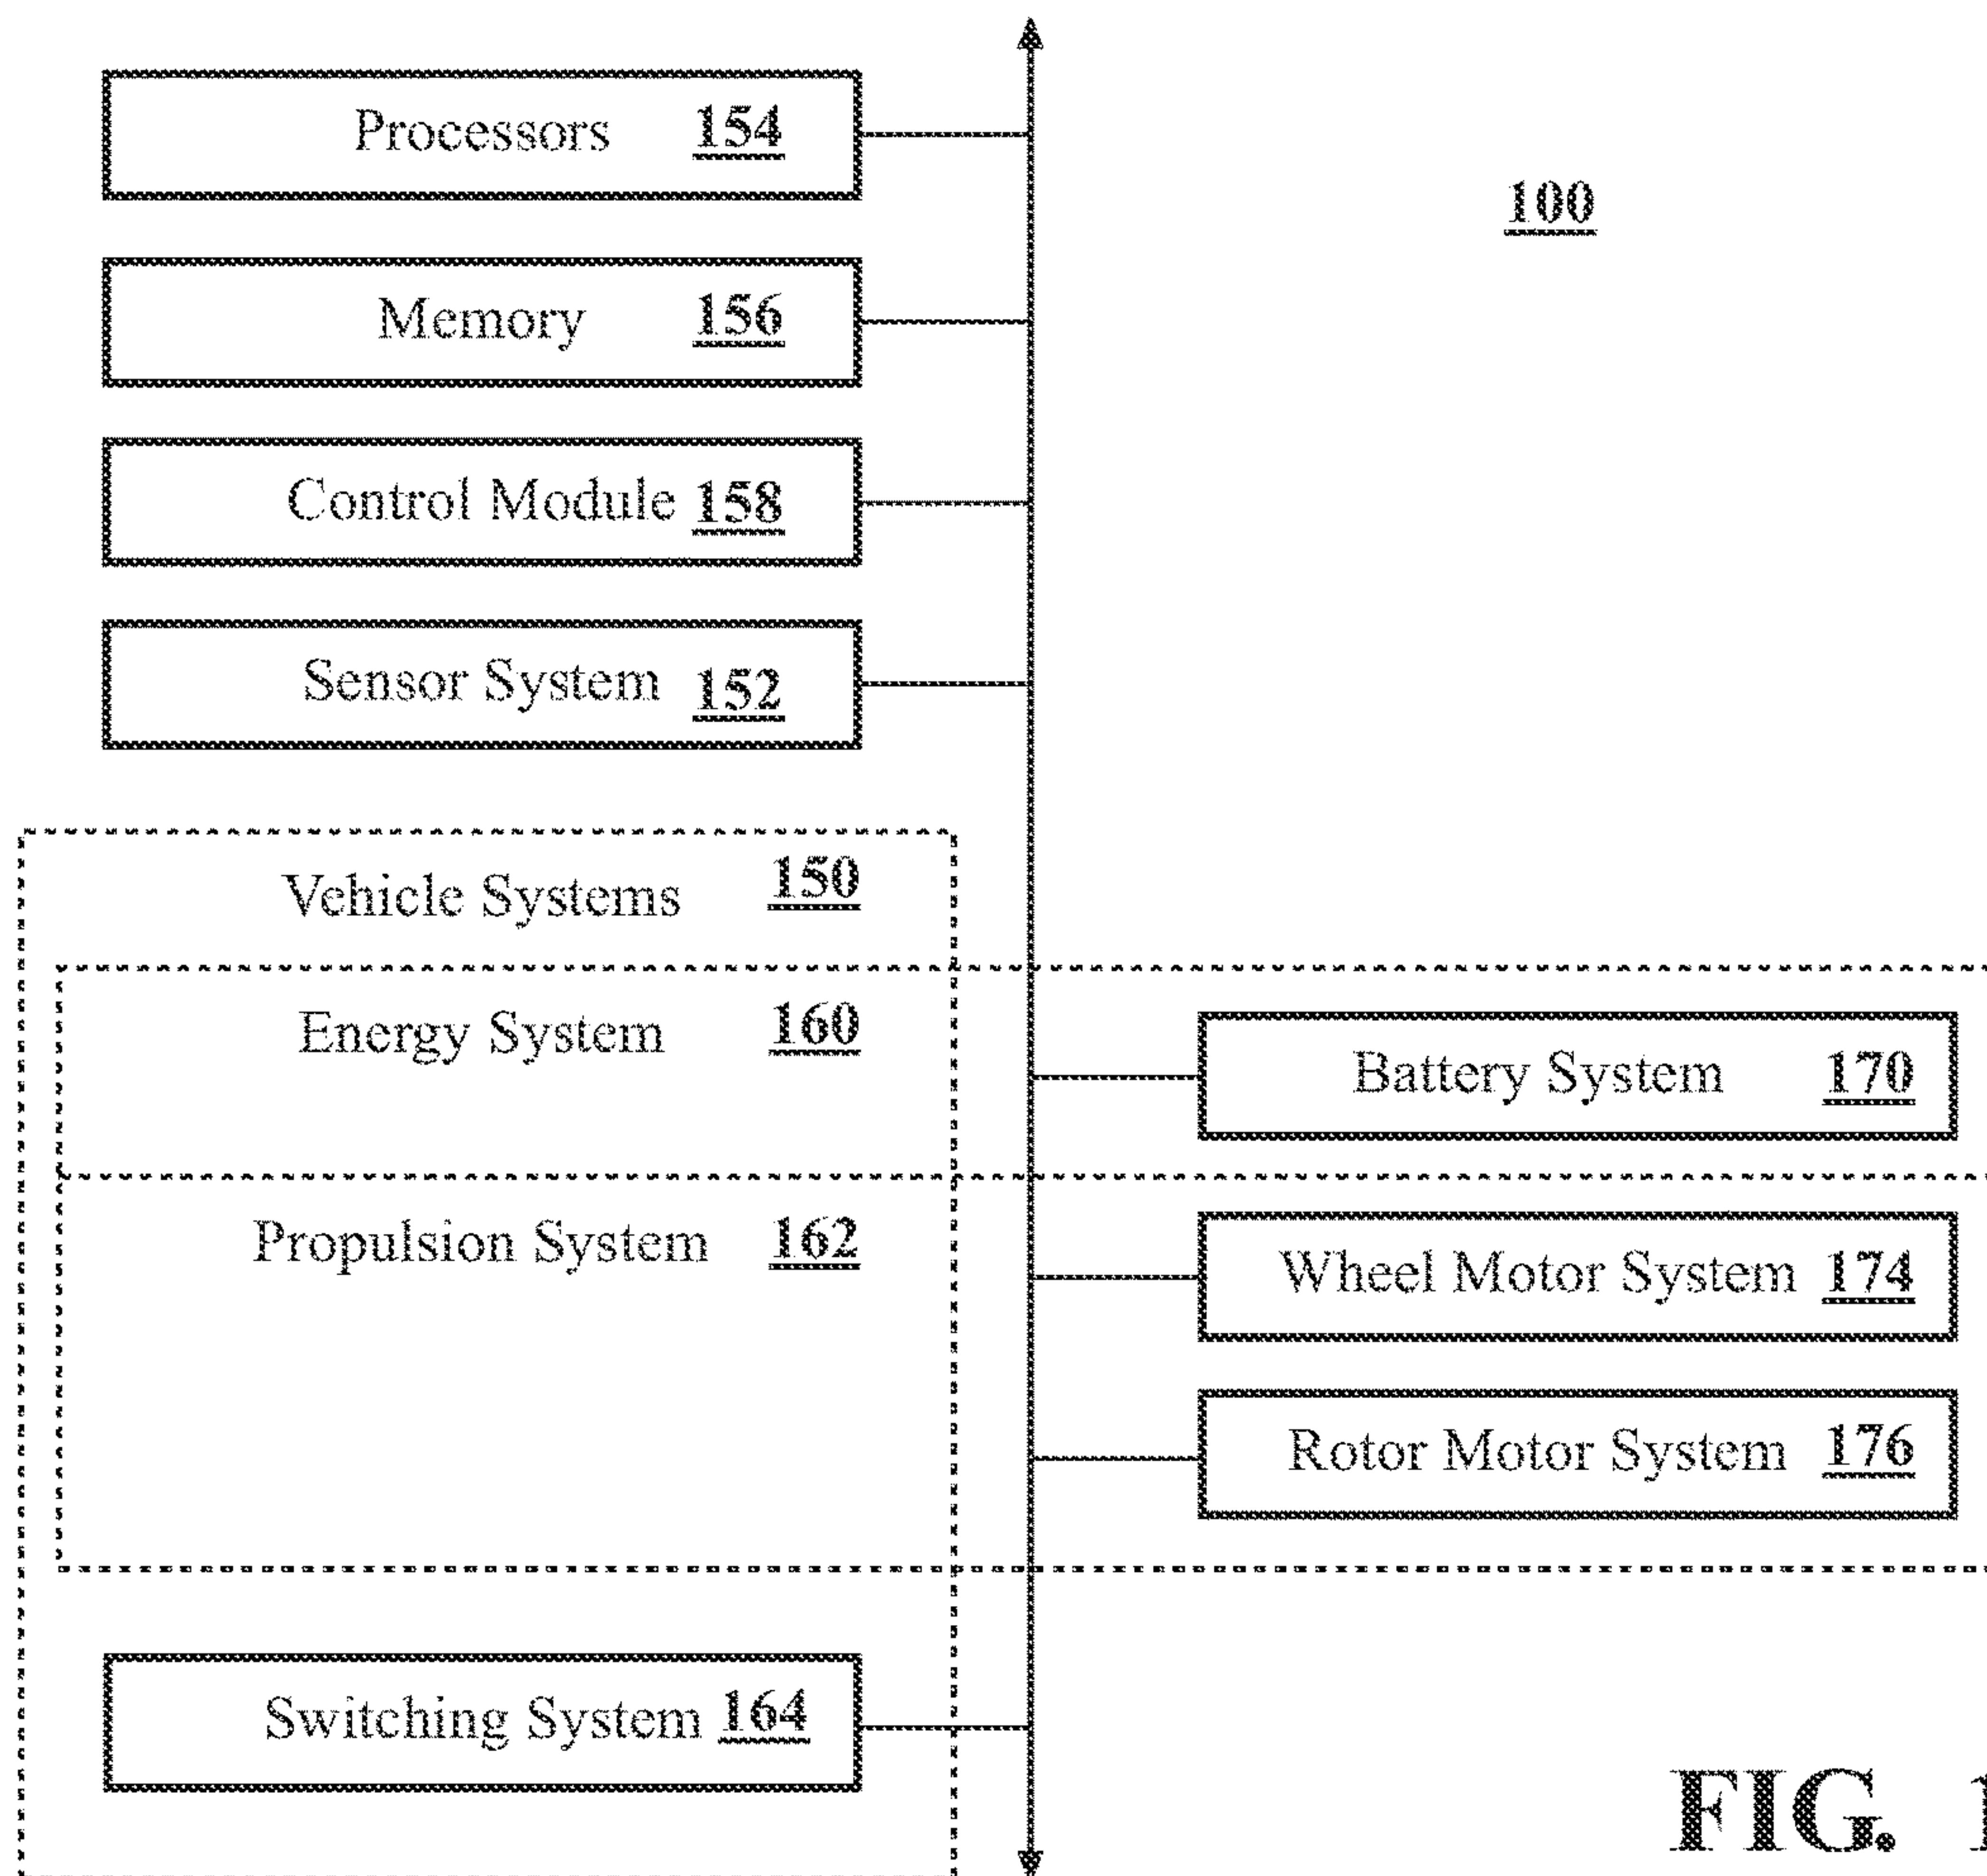 Processors 154
100
Memory 156
Control Module 158
Sensor System 152
Vehicle Systems 150
Energy System 160
Battery System 170
Propulsion System 162
Wheel Motor System 174
Rotor Motor System 176
Switching System 164
FIG.